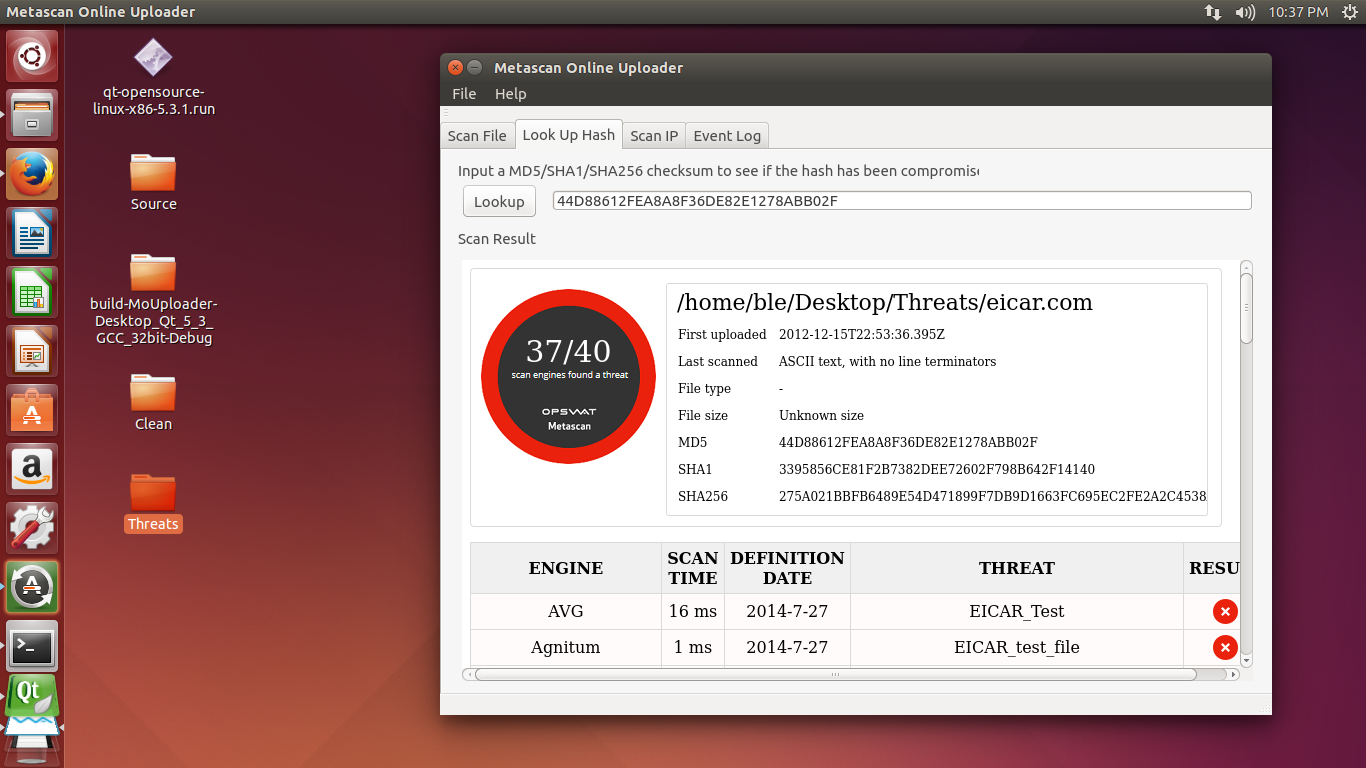 Metascan Online Uploader
10:37 PM
qt-opensource-
linux-x86-5.3.1.run
Source
build-MoUploader-
Desktop_Qt_5_3_
GCC_32bit-Debug
Clean
Threats
Metascan Online Uploader
File Help
Scan File Look Up Hash Scan IP Event Log
Input a MD5/SHA1/SHA256 checksum to see if the hash has been compromise
Lookup 44D88612FEA8A8F36DE82E1278ABB02F
Scan Result
37/40
scan engines found a threat
OPSWAT
Metascan
/home/ble/Desktop/Threats/eicar.com
First uploaded 2012-12-15T22:53:36.395Z
Last scanned ASCII text, with no line terminators
File type -
File size Unknown size
MD5 44D88612FEA8A8F36DE82E1278ABB02F
SHA1 3395856CE81F2B7382DEE72602F798B642F14140
SHA256 275A021BBFB6489E54D471899F7DB9D1663FC695EC2FE2A2C4538
ENGINE SCAN TIME DEFINITION DATE THREAT RESU
AVG 16 ms 2014-7-27 EICAR_Test
Agnitum 1 ms 2014-7-27 EICAR_test_file
Qt